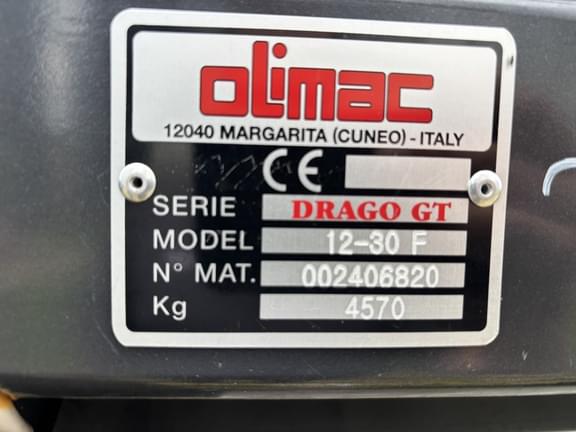 olimac
12040 MARGARITA (CUNEO) - ITALY
CE
SERIE DRAGO GT
MODEL 12-30 F
N° MAT. 002406820
Kg 4570